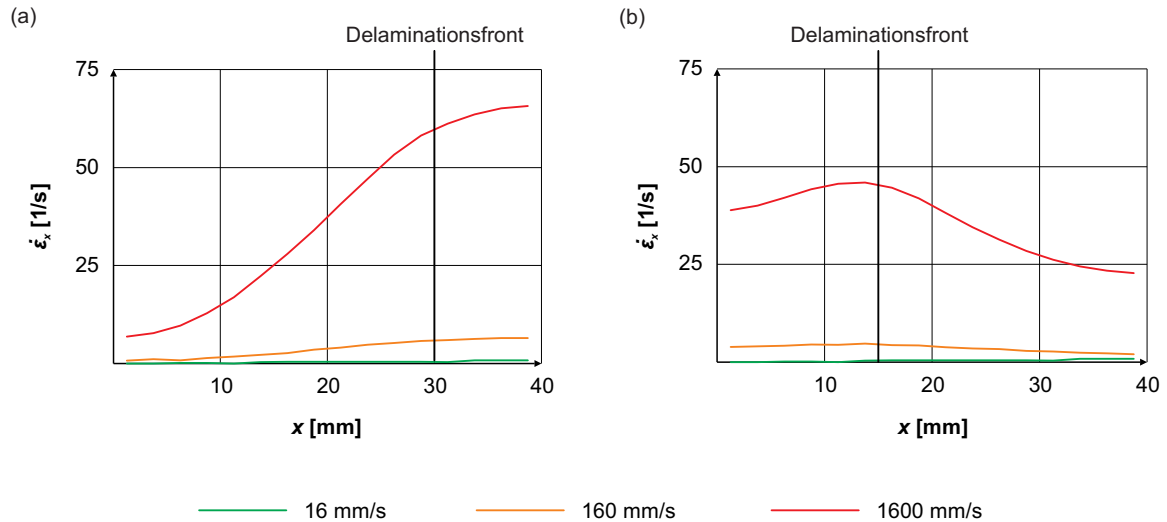 (a)
Delaminationsfront
75
50
25
ε̇ₓ [1/s]
10
20
30
40
x [mm]
(b)
Delaminationsfront
75
50
25
ε̇ₓ [1/s]
10
20
30
40
x [mm]
16 mm/s
160 mm/s
1600 mm/s